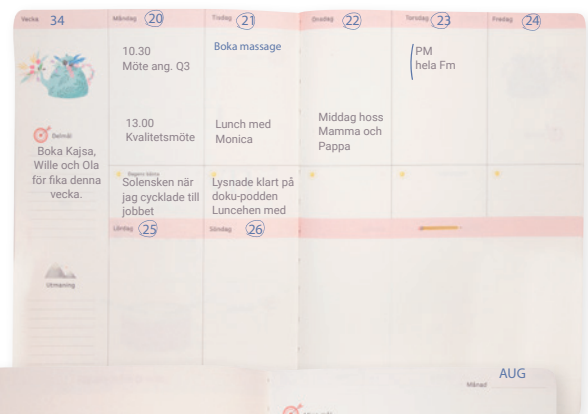 Vecka 34
Måndag 20
Tisdag 21
Onsdag 22
Torsdag 23
Fredag 24
10.30
Möte ang. Q3
Boka massage
PM
hela Fm
13.00
Kvalitetsmöte
Lunch med
Monica
Middag hos
Mamma och
Pappa
Delmål
Boka Kajsa,
Wille och Ola
för fika denna
vecka.
Solensken när
jag cycklade till
jobbet
Lysnade klart på
doku-podden
Luncehen med
Lördag 25
Söndag 26
Utmaning
Månad AUG